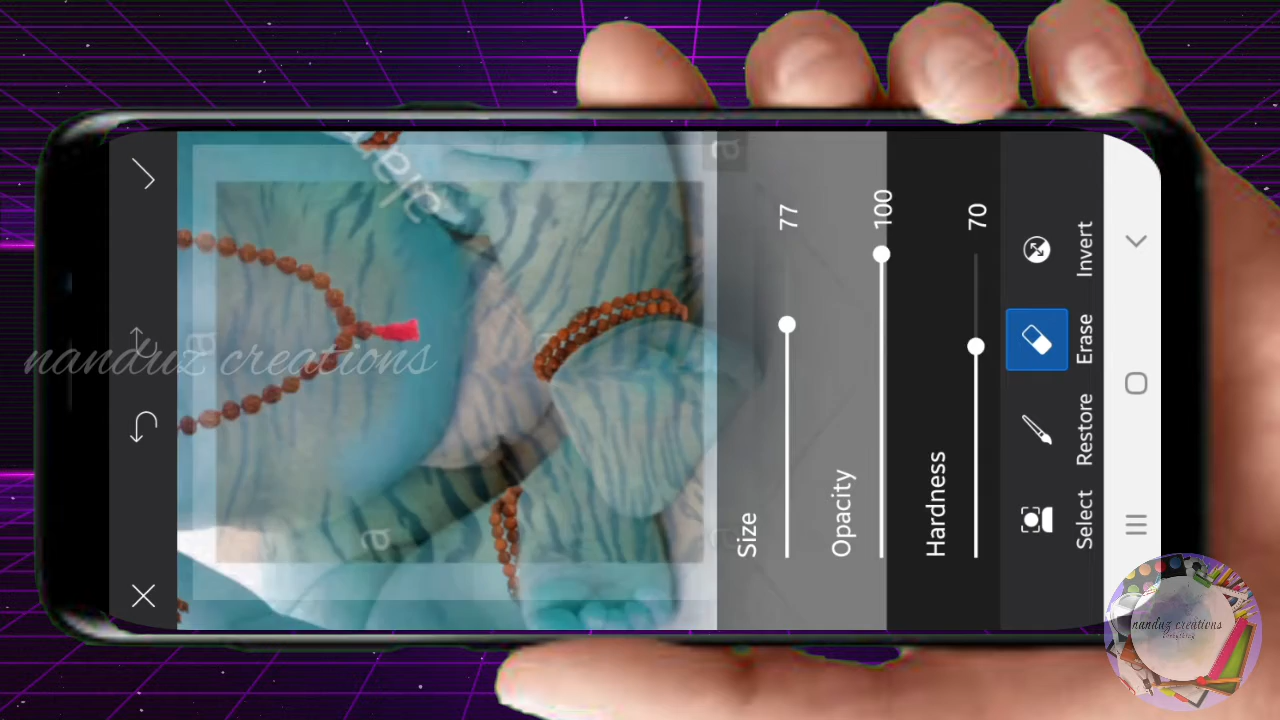 Size
77
Opacity
100
Hardness
70
Select
Restore
Erase
Invert
nanduz creations
nanduz creations